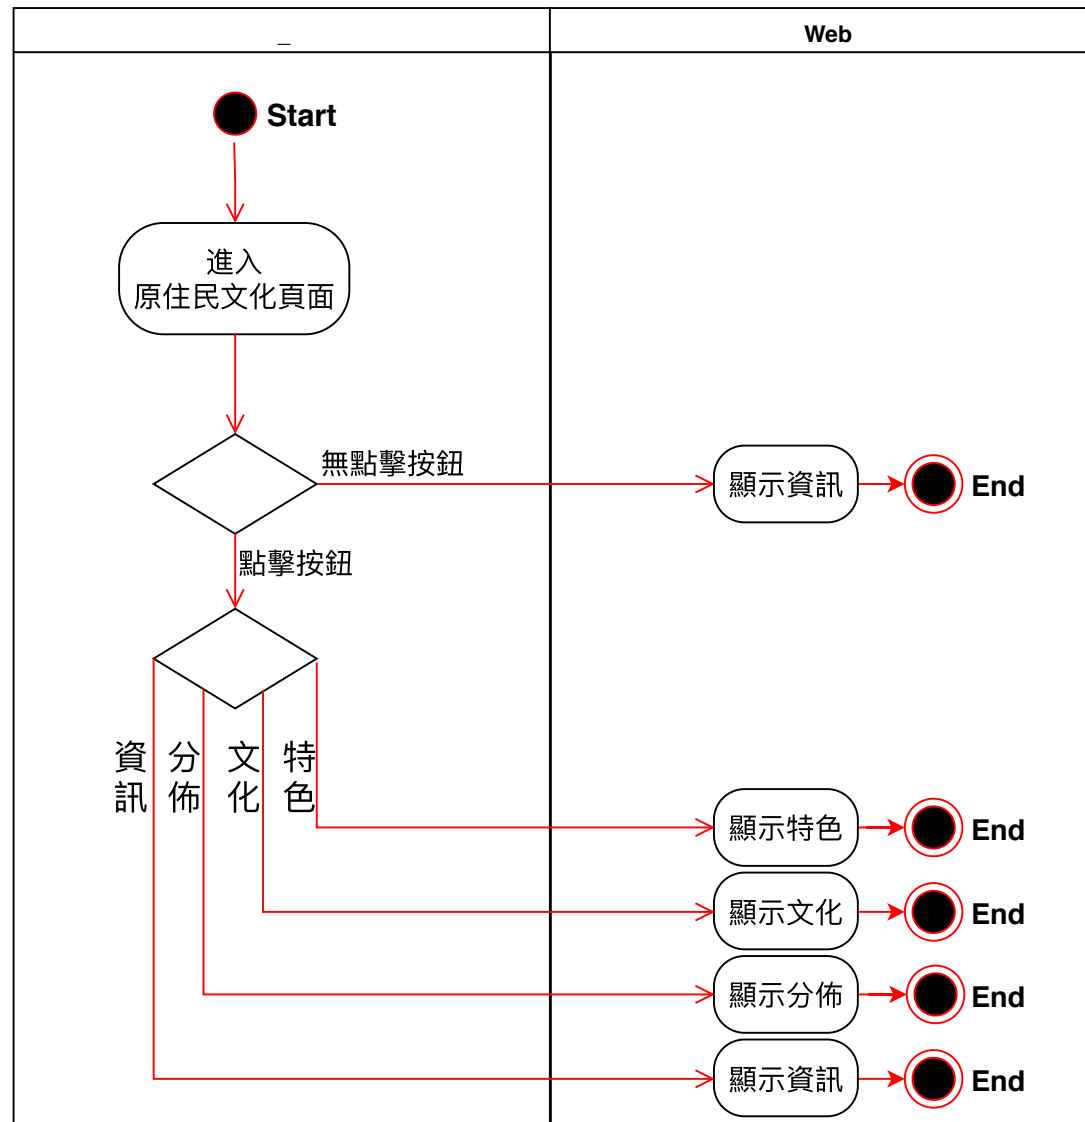 _
Web
Start
進入
原住民文化頁面
無點擊按鈕
顯示資訊
End
點擊按鈕
資訊
分佈
文化
特色
顯示特色
End
顯示文化
End
顯示分佈
End
顯示資訊
End